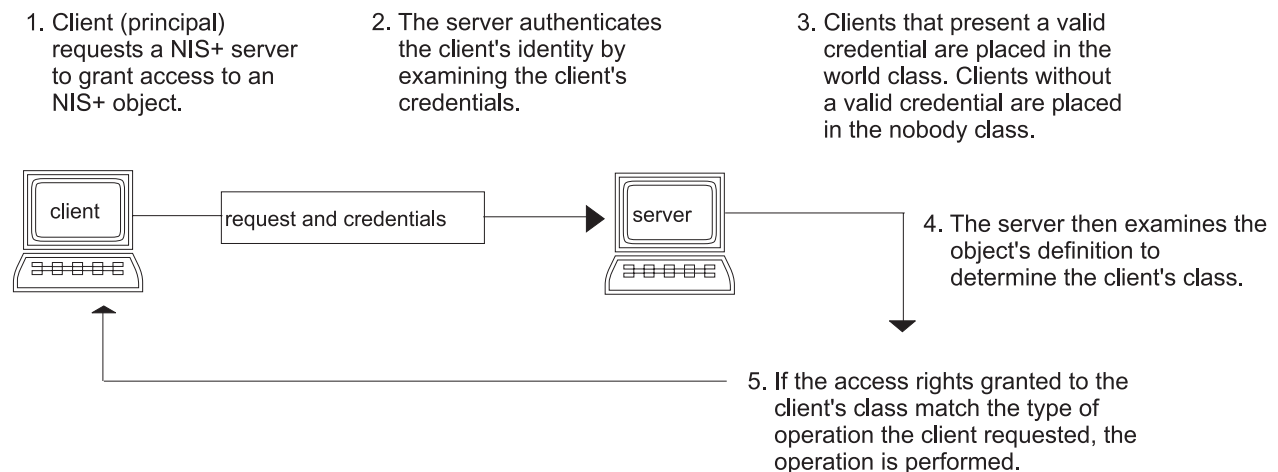 1. Client (principal)
requests a NIS+ server
to grant access to an
NIS+ object.
2. The server authenticates
the client's identity by
examining the client's
credentials.
3. Clients that present a valid
credential are placed in the
world class. Clients without
a valid credential are placed
in the nobody class.
client
request and credentials
server
4. The server then examines the
object's definition to
determine the client's class.
5. If the access rights granted to the
client's class match the type of
operation the client requested, the
operation is performed.